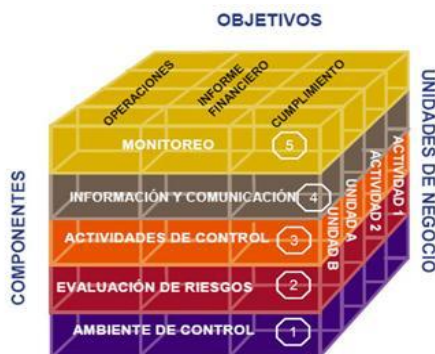 OBJETIVOS
OPERACIONES
INFORME
FINANCIERO
CUMPLIMIENTO
COMPONENTES
MONITOREO 5
INFORMACIÓN Y COMUNICACIÓN 4
ACTIVIDADES DE CONTROL 3
EVALUACIÓN DE RIESGOS 2
AMBIENTE DE CONTROL 1
UNIDAD B
UNIDAD A
ACTIVIDAD 2
ACTIVIDAD 1
UNIDADES DE NEGOCIO